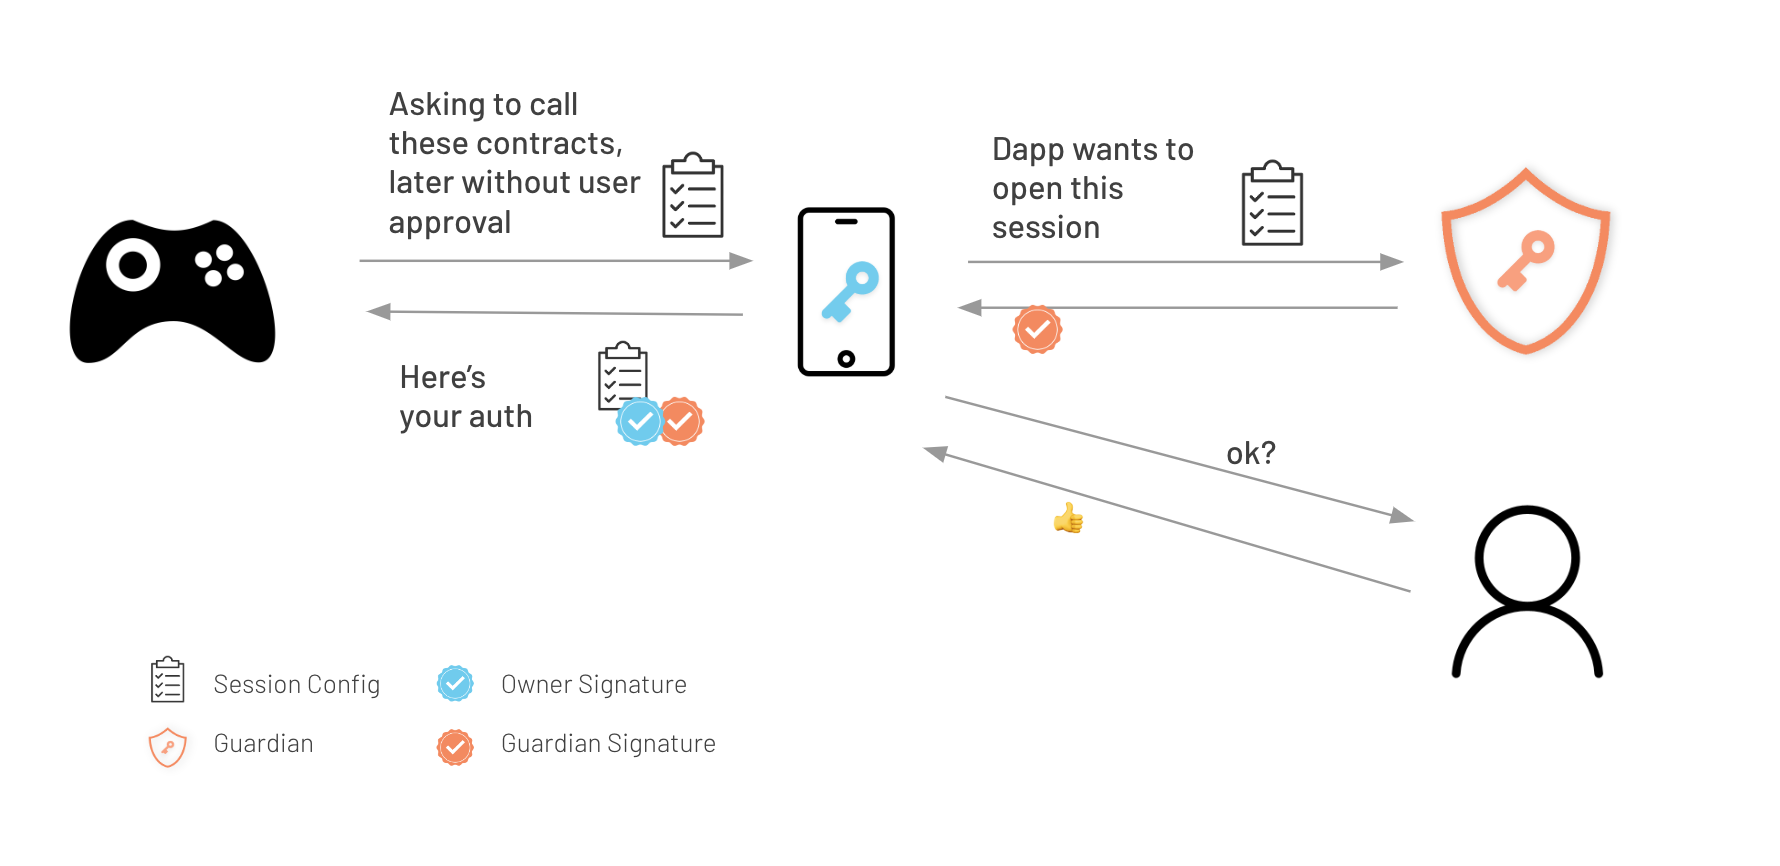 Asking to call
these contracts,
later without user
approval
Dapp wants to
open this
session
Here's
your auth
ok?
Session Config
Owner Signature
Guardian
Guardian Signature